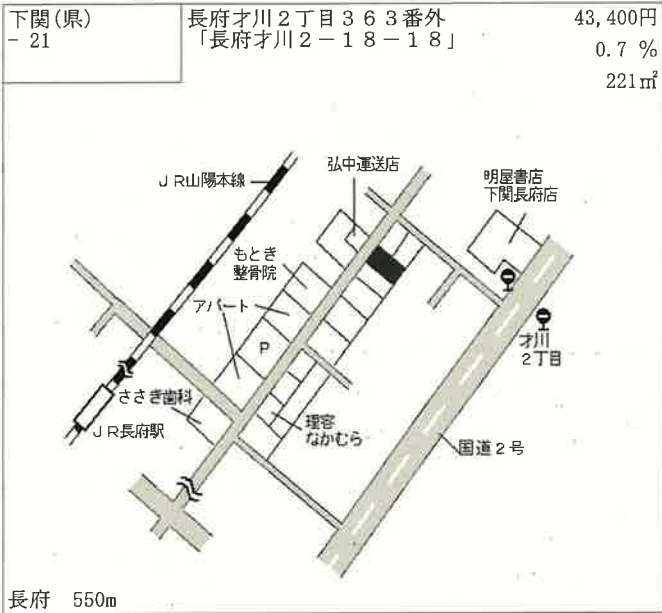 下関(県)
- 21
長府才川２丁目３６３番外
「長府才川２－１８－１８」
43,400円
0.7 %
221㎡
弘中運送店
ＪＲ山陽本線
明屋書店
下関長府店
もとぎ
整骨院
アパート
P
才川
２丁目
ささぎ歯科
理容
なかむら
ＪＲ長府駅
国道２号
長府 550m